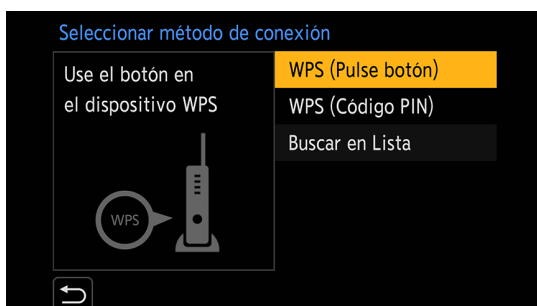 Seleccionar método de conexión
Use el botón en
el dispositivo WPS
WPS
WPS (Pulse botón)
WPS (Código PIN)
Buscar en Lista